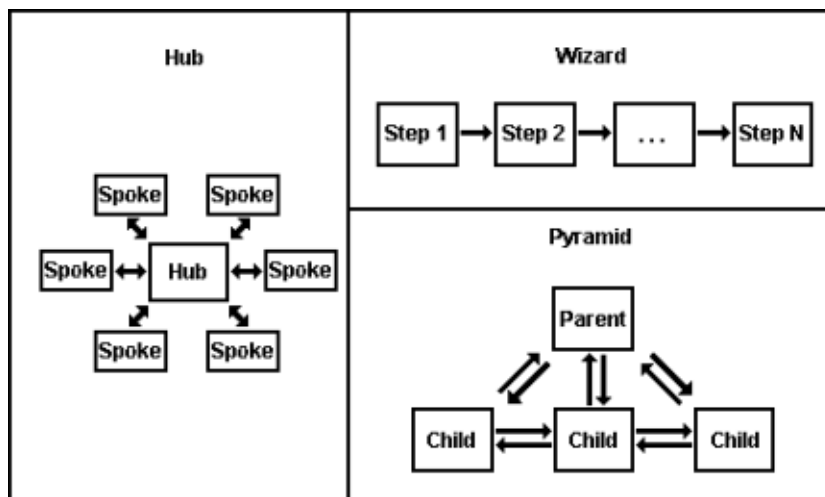 Hub
Spoke Spoke
Spoke Hub Spoke
Spoke Spoke
Wizard
Step 1 Step 2 ... Step N
Pyramid
Parent
Child Child Child